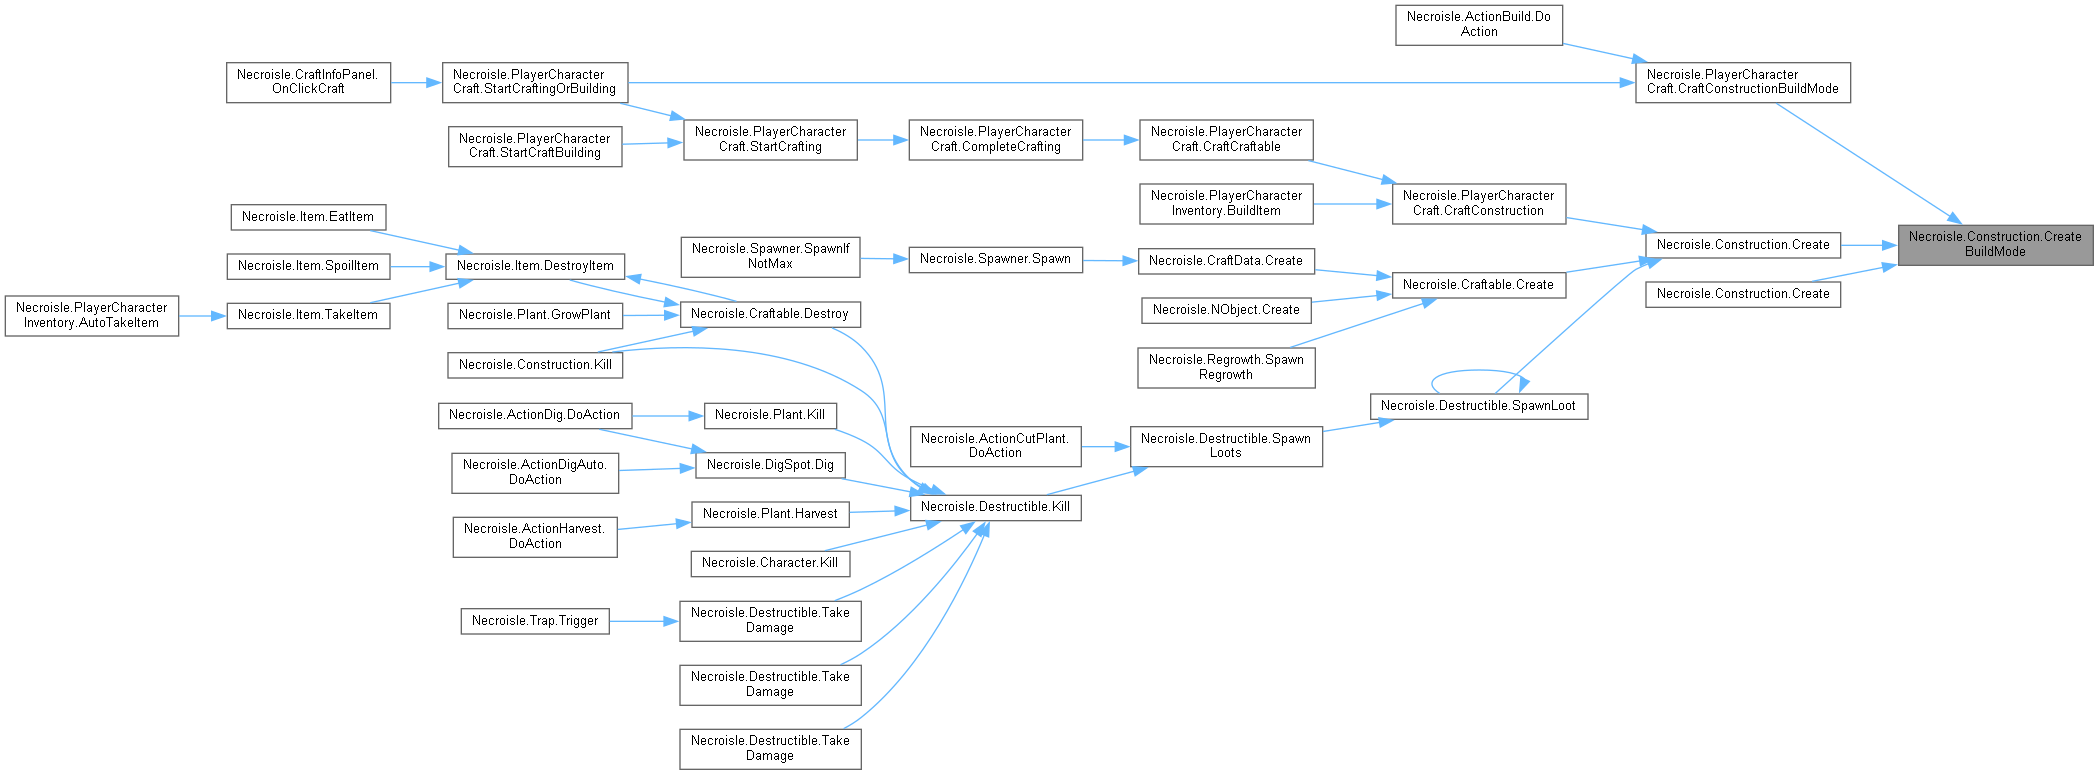 Necroisle.ActionBuild.Do
Action
Necroisle.CraftInfoPanel.
OnClickCraft
Necroisle.PlayerCharacter
Craft.StartCraftingOrBuilding
Necroisle.PlayerCharacter
Craft.CraftConstructionBuildMode
Necroisle.PlayerCharacter
Craft.StartCraftBuilding
Necroisle.PlayerCharacter
Craft.StartCrafting
Necroisle.PlayerCharacter
Craft.CompleteCrafting
Necroisle.PlayerCharacter
Craft.CraftCraftable
Necroisle.PlayerCharacter
Inventory.BuildItem
Necroisle.PlayerCharacter
Craft.CraftConstruction
Necroisle.Item.EatItem
Necroisle.Item.SpoilItem
Necroisle.Item.DestroyItem
Necroisle.Spawner.SpawnIf
NotMax
Necroisle.Spawner.Spawn
Necroisle.CraftData.Create
Necroisle.Construction.Create
Necroisle.Construction.Create
BuildMode
Necroisle.PlayerCharacter
Inventory.AutoTakeItem
Necroisle.Item.TakeItem
Necroisle.Plant.GrowPlant
Necroisle.Craftable.Destroy
Necroisle.NObject.Create
Necroisle.Craftable.Create
Necroisle.Construction.Create
Necroisle.Construction.Kill
Necroisle.Regrowth.Spawn
Regrowth
Necroisle.ActionDig.DoAction
Necroisle.Plant.Kill
Necroisle.Destructible.SpawnLoot
Necroisle.ActionCutPlant.
DoAction
Necroisle.Destructible.Spawn
Loots
Necroisle.ActionDigAuto.
DoAction
Necroisle.DigSpot.Dig
Necroisle.ActionHarvest.
DoAction
Necroisle.Plant.Harvest
Necroisle.Destructible.Kill
Necroisle.Character.Kill
Necroisle.Trap.Trigger
Necroisle.Destructible.Take
Damage
Necroisle.Destructible.Take
Damage
Necroisle.Destructible.Take
Damage